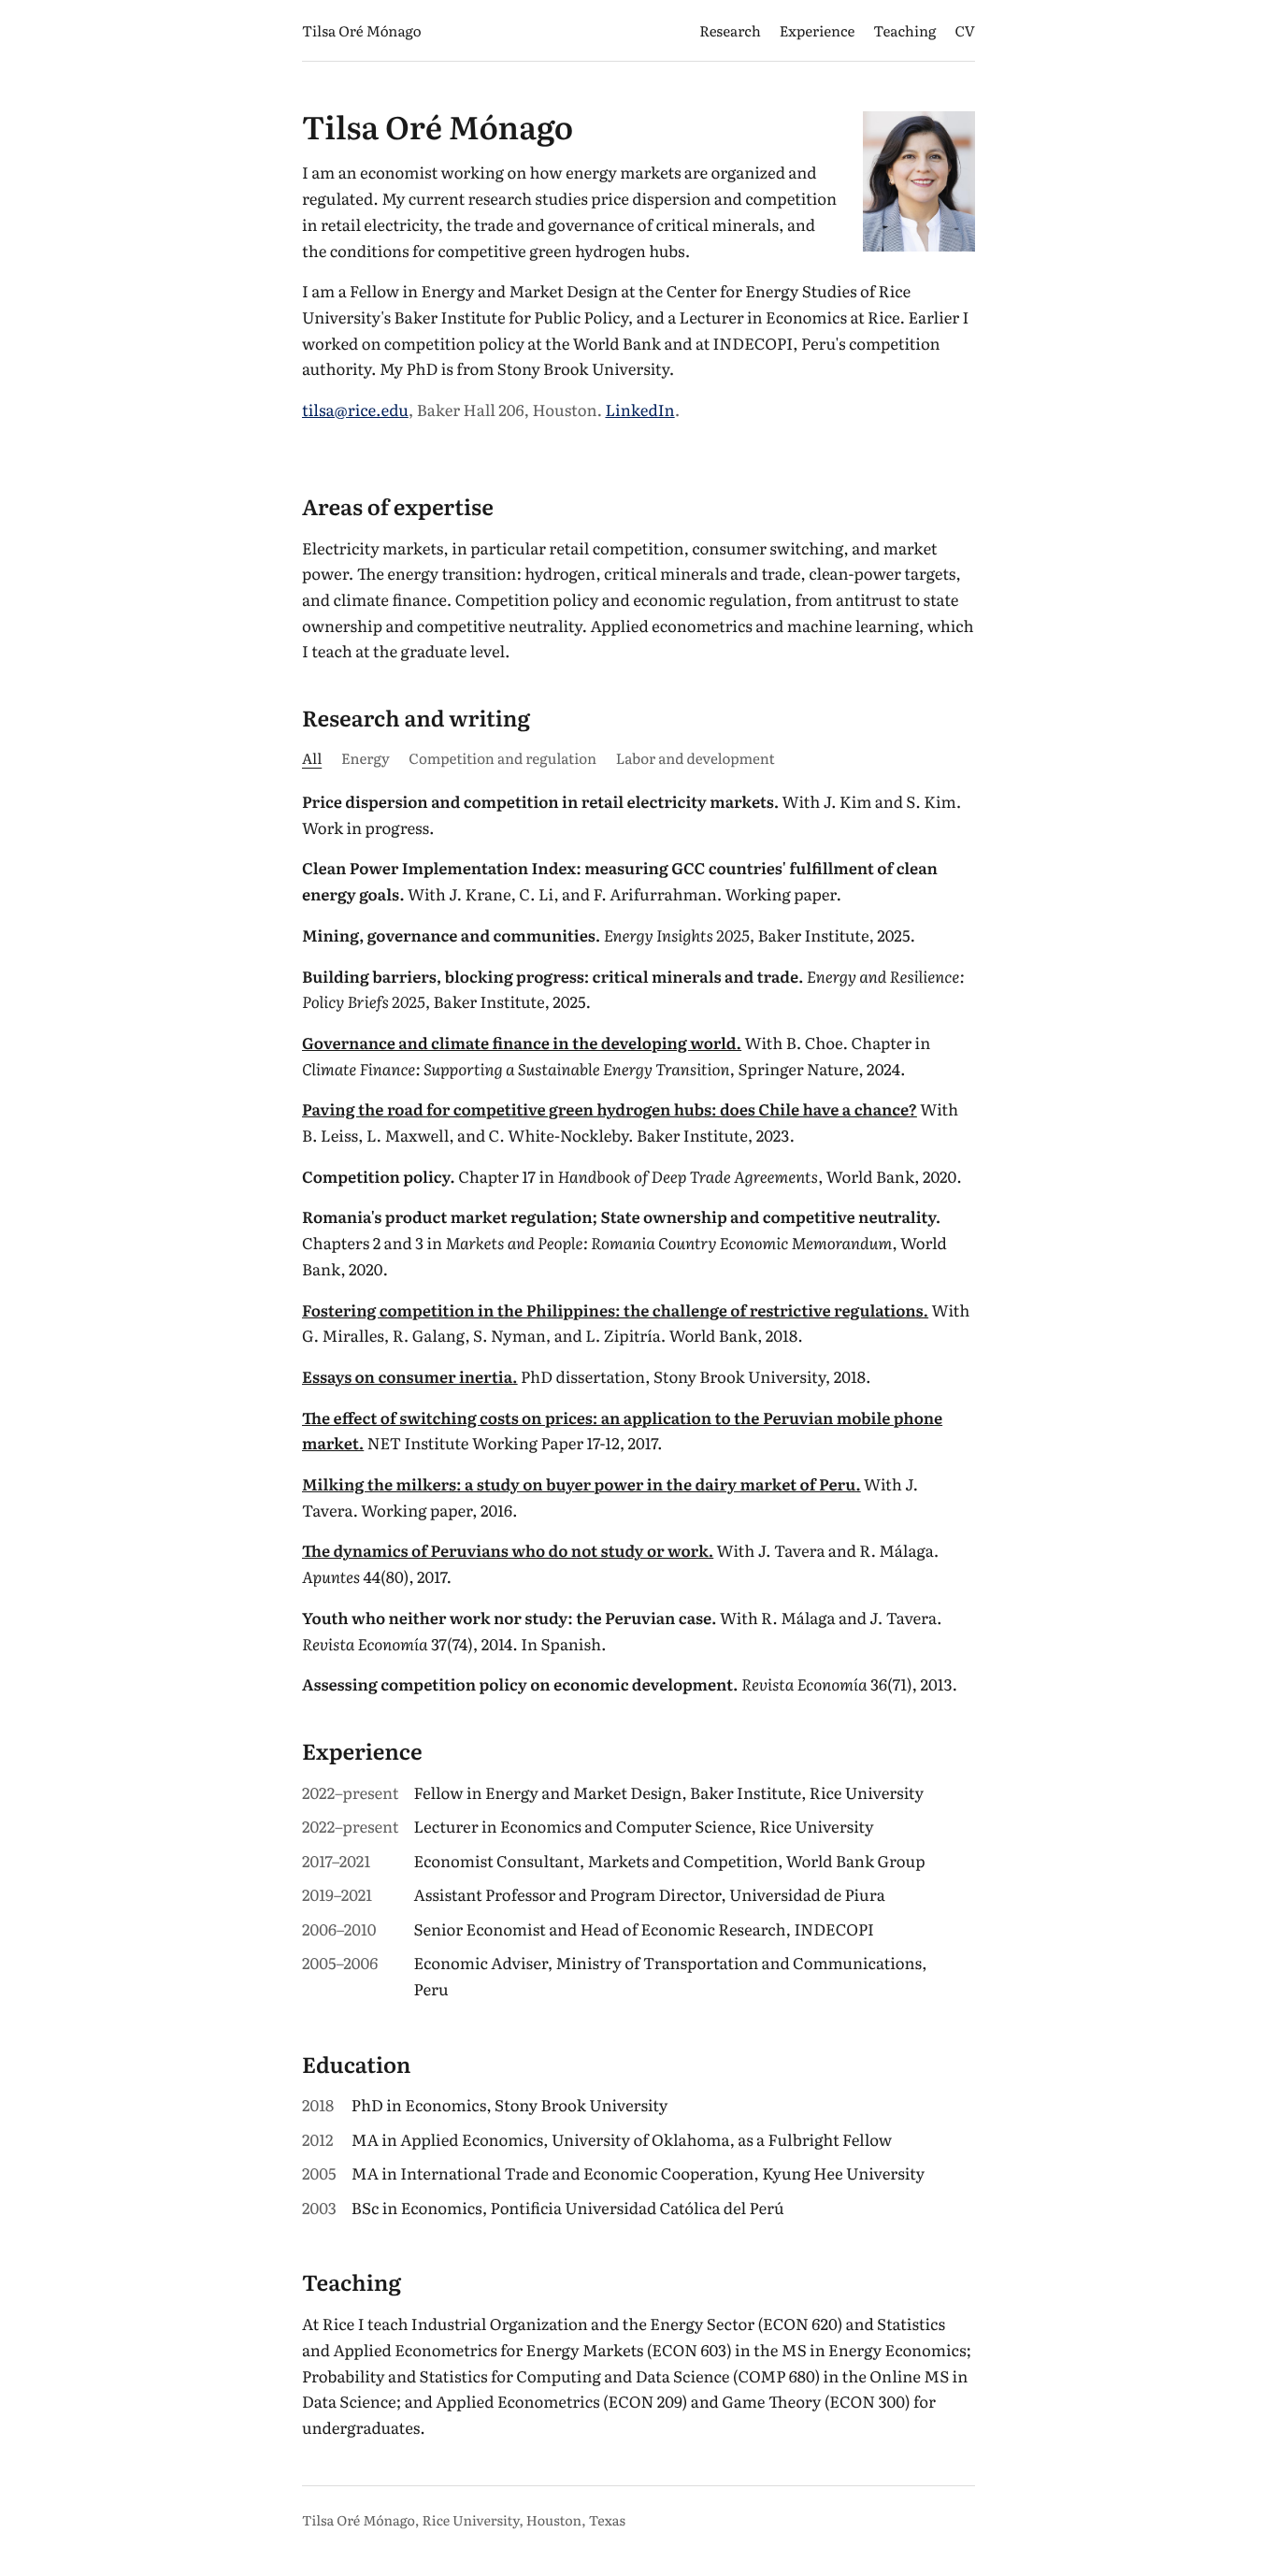 Tilsa Oré Mónago
Research Experience Teaching CV
Tilsa Oré Mónago
I am an economist working on how energy markets are organized and
regulated. My current research studies price dispersion and competition
in retail electricity, the trade and governance of critical minerals, and
the conditions for competitive green hydrogen hubs.
I am a Fellow in Energy and Market Design at the Center for Energy Studies of Rice
University's Baker Institute for Public Policy, and a Lecturer in Economics at Rice. Earlier I
worked on competition policy at the World Bank and at INDECOPI, Peru's competition
authority. My PhD is from Stony Brook University.
tilsa@rice.edu, Baker Hall 206, Houston. LinkedIn.
Areas of expertise
Electricity markets, in particular retail competition, consumer switching, and market
power. The energy transition: hydrogen, critical minerals and trade, clean-power targets,
and climate finance. Competition policy and economic regulation, from antitrust to state
ownership and competitive neutrality. Applied econometrics and machine learning, which
I teach at the graduate level.
Research and writing
All Energy Competition and regulation Labor and development
Price dispersion and competition in retail electricity markets. With J. Kim and S. Kim.
Work in progress.
Clean Power Implementation Index: measuring GCC countries' fulfillment of clean
energy goals. With J. Krane, C. Li, and F. Arifurrahman. Working paper.
Mining, governance and communities. Energy Insights 2025, Baker Institute, 2025.
Building barriers, blocking progress: critical minerals and trade. Energy and Resilience:
Policy Briefs 2025, Baker Institute, 2025.
Governance and climate finance in the developing world. With B. Choe. Chapter in
Climate Finance: Supporting a Sustainable Energy Transition, Springer Nature, 2024.
Paving the road for competitive green hydrogen hubs: does Chile have a chance? With
B. Leiss, L. Maxwell, and C. White-Nockleby. Baker Institute, 2023.
Competition policy. Chapter 17 in Handbook of Deep Trade Agreements, World Bank, 2020.
Romania's product market regulation; State ownership and competitive neutrality.
Chapters 2 and 3 in Markets and People: Romania Country Economic Memorandum, World
Bank, 2020.
Fostering competition in the Philippines: the challenge of restrictive regulations. With
G. Miralles, R. Galang, S. Nyman, and L. Zipitría. World Bank, 2018.
Essays on consumer inertia. PhD dissertation, Stony Brook University, 2018.
The effect of switching costs on prices: an application to the Peruvian mobile phone
market. NET Institute Working Paper 17-12, 2017.
Milking the milkers: a study on buyer power in the dairy market of Peru. With J.
Tavera. Working paper, 2016.
The dynamics of Peruvians who do not study or work. With J. Tavera and R. Málaga.
Apuntes 44(80), 2017.
Youth who neither work nor study: the Peruvian case. With R. Málaga and J. Tavera.
Revista Economía 37(74), 2014. In Spanish.
Assessing competition policy on economic development. Revista Economía 36(71), 2013.
Experience
2022–present Fellow in Energy and Market Design, Baker Institute, Rice University
2022–present Lecturer in Economics and Computer Science, Rice University
2017–2021 Economist Consultant, Markets and Competition, World Bank Group
2019–2021 Assistant Professor and Program Director, Universidad de Piura
2006–2010 Senior Economist and Head of Economic Research, INDECOPI
2005–2006 Economic Adviser, Ministry of Transportation and Communications,
Peru
Education
2018 PhD in Economics, Stony Brook University
2012 MA in Applied Economics, University of Oklahoma, as a Fulbright Fellow
2005 MA in International Trade and Economic Cooperation, Kyung Hee University
2003 BSc in Economics, Pontificia Universidad Católica del Perú
Teaching
At Rice I teach Industrial Organization and the Energy Sector (ECON 620) and Statistics
and Applied Econometrics for Energy Markets (ECON 603) in the MS in Energy Economics;
Probability and Statistics for Computing and Data Science (COMP 680) in the Online MS in
Data Science; and Applied Econometrics (ECON 209) and Game Theory (ECON 300) for
undergraduates.
Tilsa Oré Mónago, Rice University, Houston, Texas